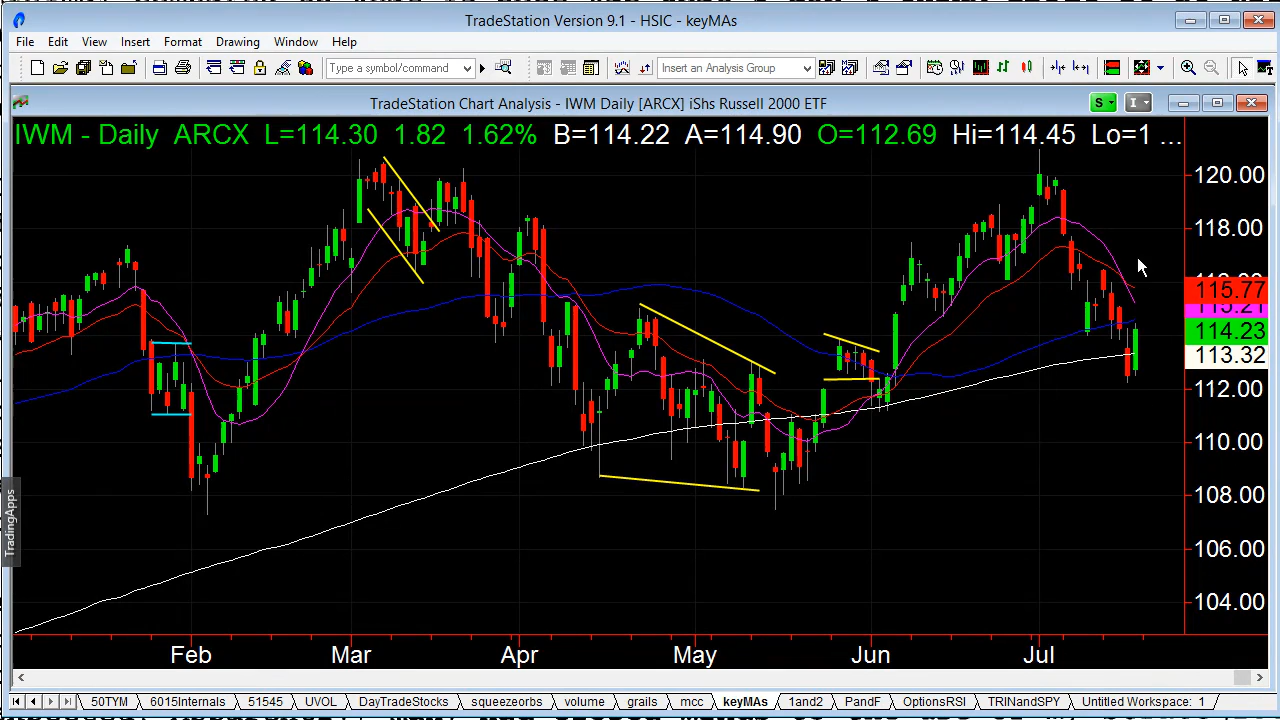 TradeStation Version 9.1 - HSIC - keyMAs
File Edit View Insert Format Drawing Window Help
Type a symbol/command Insert an Analysis Group
TradeStation Chart Analysis - IWM Daily [ARCX] iShs Russell 2000 ETF
S I
IWM - Daily ARCX L=114.30 1.82 1.62% B=114.22 A=114.90 O=112.69 Hi=114.45 Lo=1 ...
120.00
118.00
115.77
115.21
114.23
113.32
112.00
110.00
108.00
106.00
104.00
TradingApps
Feb Mar Apr May Jun Jul
50TYM 6015Internals 51545 UVOL DayTradeStocks squeezeorbs volume grails mcc keyMAs 1and2 PandF OptionsRSI TRINandSPY Untitled Workspace: 1